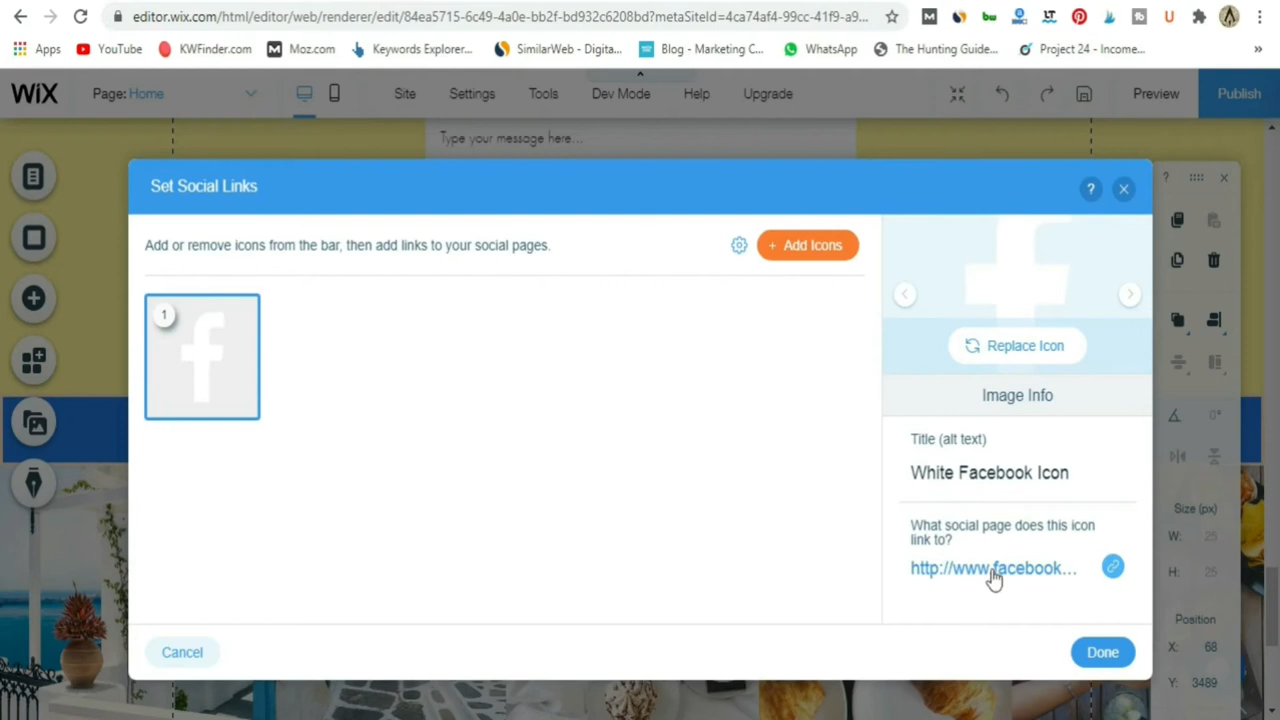 editor.wix.com/html/editor/web/renderer/edit/84ea5715-6c49-4a0e-bb2f-bd932c6208bd?metaSiteId=4ca74af4-99cc-41f9-a9...
Apps YouTube KWFinder.com Moz.com Keywords Explorer... SimilarWeb - Digita... Blog - Marketing C... WhatsApp The Hunting Guide... Project 24 - Income... »
WiX Page: Home Site Settings Tools Dev Mode Help Upgrade Preview Publish
Type your message here...
Set Social Links
?
?
Add or remove icons from the bar, then add links to your social pages.
+ Add Icons
1
Replace Icon
Image Info
Title (alt text)
White Facebook Icon
What social page does this icon
link to?
http://www.facebook...
Cancel
Done
0°
Size (px)
W: 25
H: 25
Position
X: 68
Y: 3489